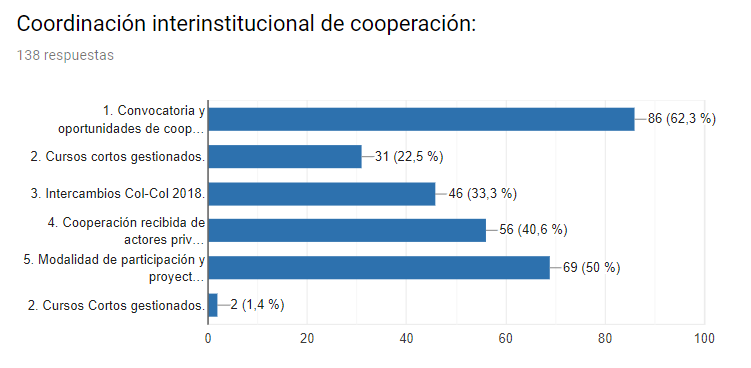 Coordinación interinstitucional de cooperación:
138 respuestas
1. Convocatoria y
oportunidades de coop...
86 (62,3 %)
2. Cursos cortos gestionados.
31 (22,5 %)
3. Intercambios Col-Col 2018.
46 (33,3 %)
4. Cooperación recibida de
actores priv...
56 (40,6 %)
5. Modalidad de participación y
proyect...
69 (50 %)
2. Cursos Cortos gestionados.
2 (1,4 %)
0 20 40 60 80 100